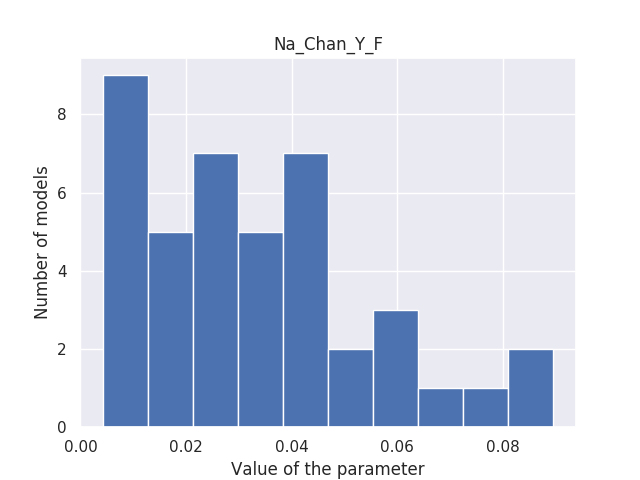 Na_Chan_Y_F
Number of models
8
6
4
2
0
0.00 0.02 0.04 0.06 0.08
Value of the parameter